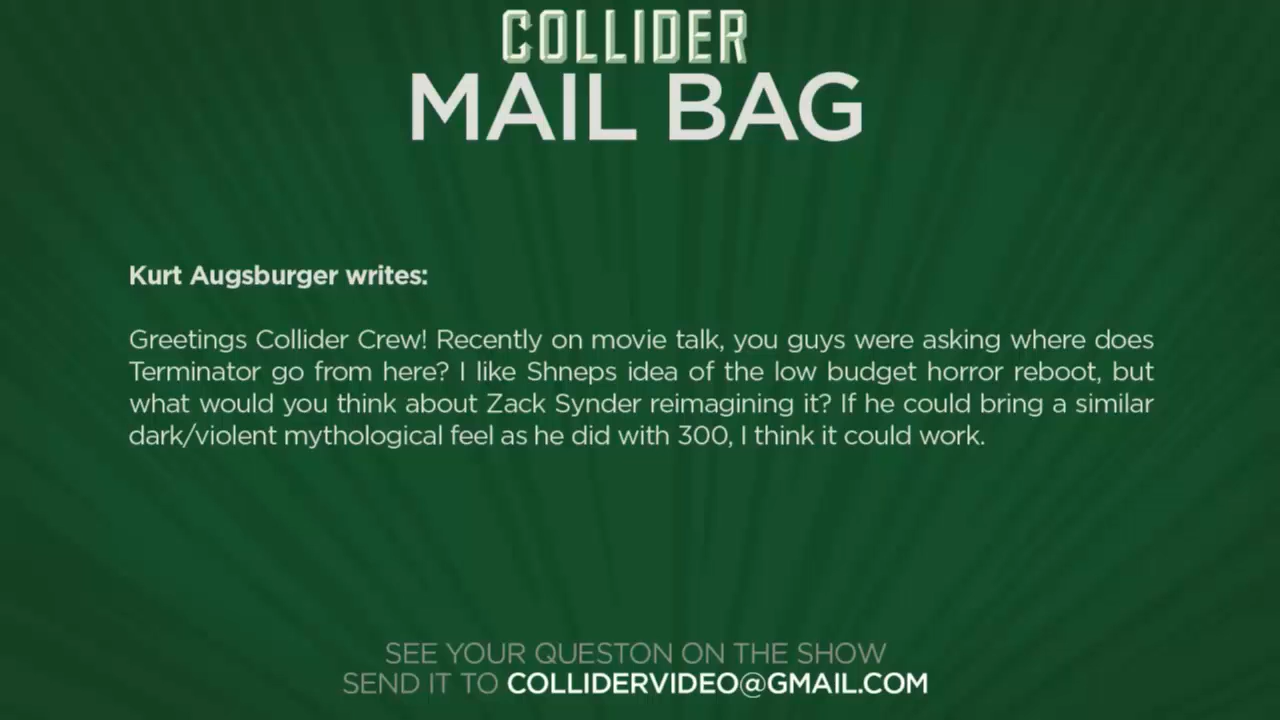 COLLIDER
MAIL BAG
Kurt Augsburger writes:
Greetings Collider Crew! Recently on movie talk, you guys were asking where does
Terminator go from here? I like Shneps idea of the low budget horror reboot, but
what would you think about Zack Synder reimagining it? If he could bring a similar
dark/violent mythological feel as he did with 300, I think it could work.
SEE YOUR QUESTON ON THE SHOW
SEND IT TO COLLIDERVIDEO@GMAIL.COM